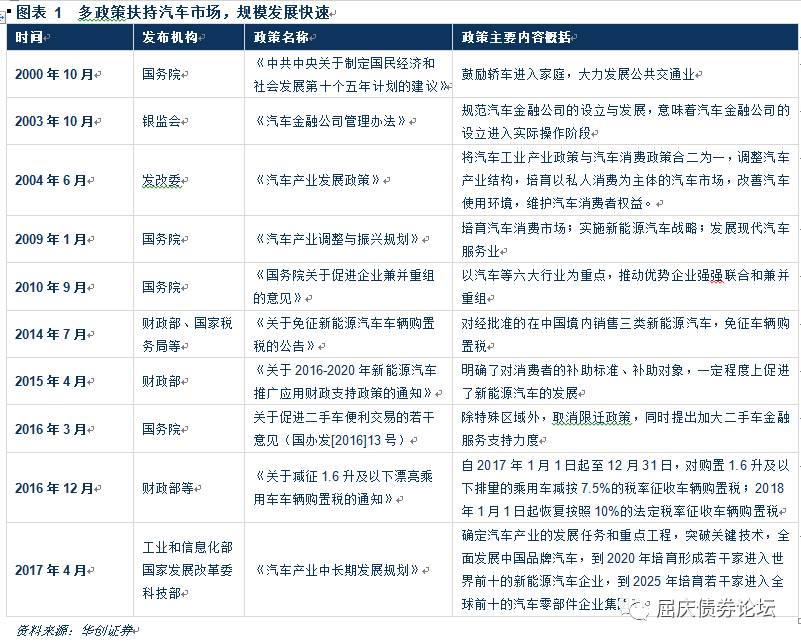 图表 1 多政策扶持汽车市场，规模发展快速
时间 发布机构 政策名称 政策主要内容概括
2000 年 10 月 国务院 《中共中央关于制定国民经济和
社会发展第十个五年计划的建议》
鼓励轿车进入家庭，大力发展公共交通业
2003 年 10 月 银监会 《汽车金融公司管理办法》
规范汽车金融公司的设立与发展，意味着汽车金融公司的
设立进入实际操作阶段
2004 年 6 月 发改委 《汽车产业发展政策》
将汽车工业产业政策与汽车消费政策合二为一，调整汽车
产业结构，培育以私人消费为主体的汽车市场，改善汽车
使用环境，维护汽车消费者权益。
2009 年 1 月 国务院 《汽车产业调整与振兴规划》
培育汽车消费市场；实施新能源汽车战略；发展现代汽车
服务业
2010 年 9 月 国务院 《国务院关于促进企业兼并重组
的意见》
以汽车等六大行业为重点，推动优势企业强强联合和兼并
重组
2014 年 7 月 财政部、国家税
务局等
《关于免征新能源汽车车辆购置
税的公告》
对经批准的在中国境内销售三类新能源汽车，免征车辆购
置税
2015 年 4 月 财政部 《关于 2016-2020 年新能源汽车
推广应用财政支持政策的通知》
明确了对消费者的补助标准、补助对象，一定程度上促进
了新能源汽车的发展
2016 年 3 月 国务院 关于促进二手车便利交易的若干
意见（国办发[2016]13 号）
除特殊区域外，取消限迁政策，同时提出加大二手车金融
服务支持力度
2016 年 12 月 财政部等 《关于减征 1.6 升及以下漂亮乘
用车车辆购置税的通知》
自 2017 年 1 月 1 日起至 12 月 31 日，对购置 1.6 升及以
下排量的乘用车减按 7.5%的税率征收车辆购置税；2018
年 1 月 1 日起恢复按照 10%的法定税率征收车辆购置税
2017 年 4 月 工业和信息化部
国家发展改革委
科技部
《汽车产业中长期发展规划》
确定汽车产业的发展任务和重点工程，突破关键技术，全
面发展中国品牌汽车，到 2020 年培育形成若干家进入世
界前十的新能源汽车企业，到 2025 年培育若干家进入全
球前十的汽车零部件企业集
屈庆债券论坛
资料来源：华创证券